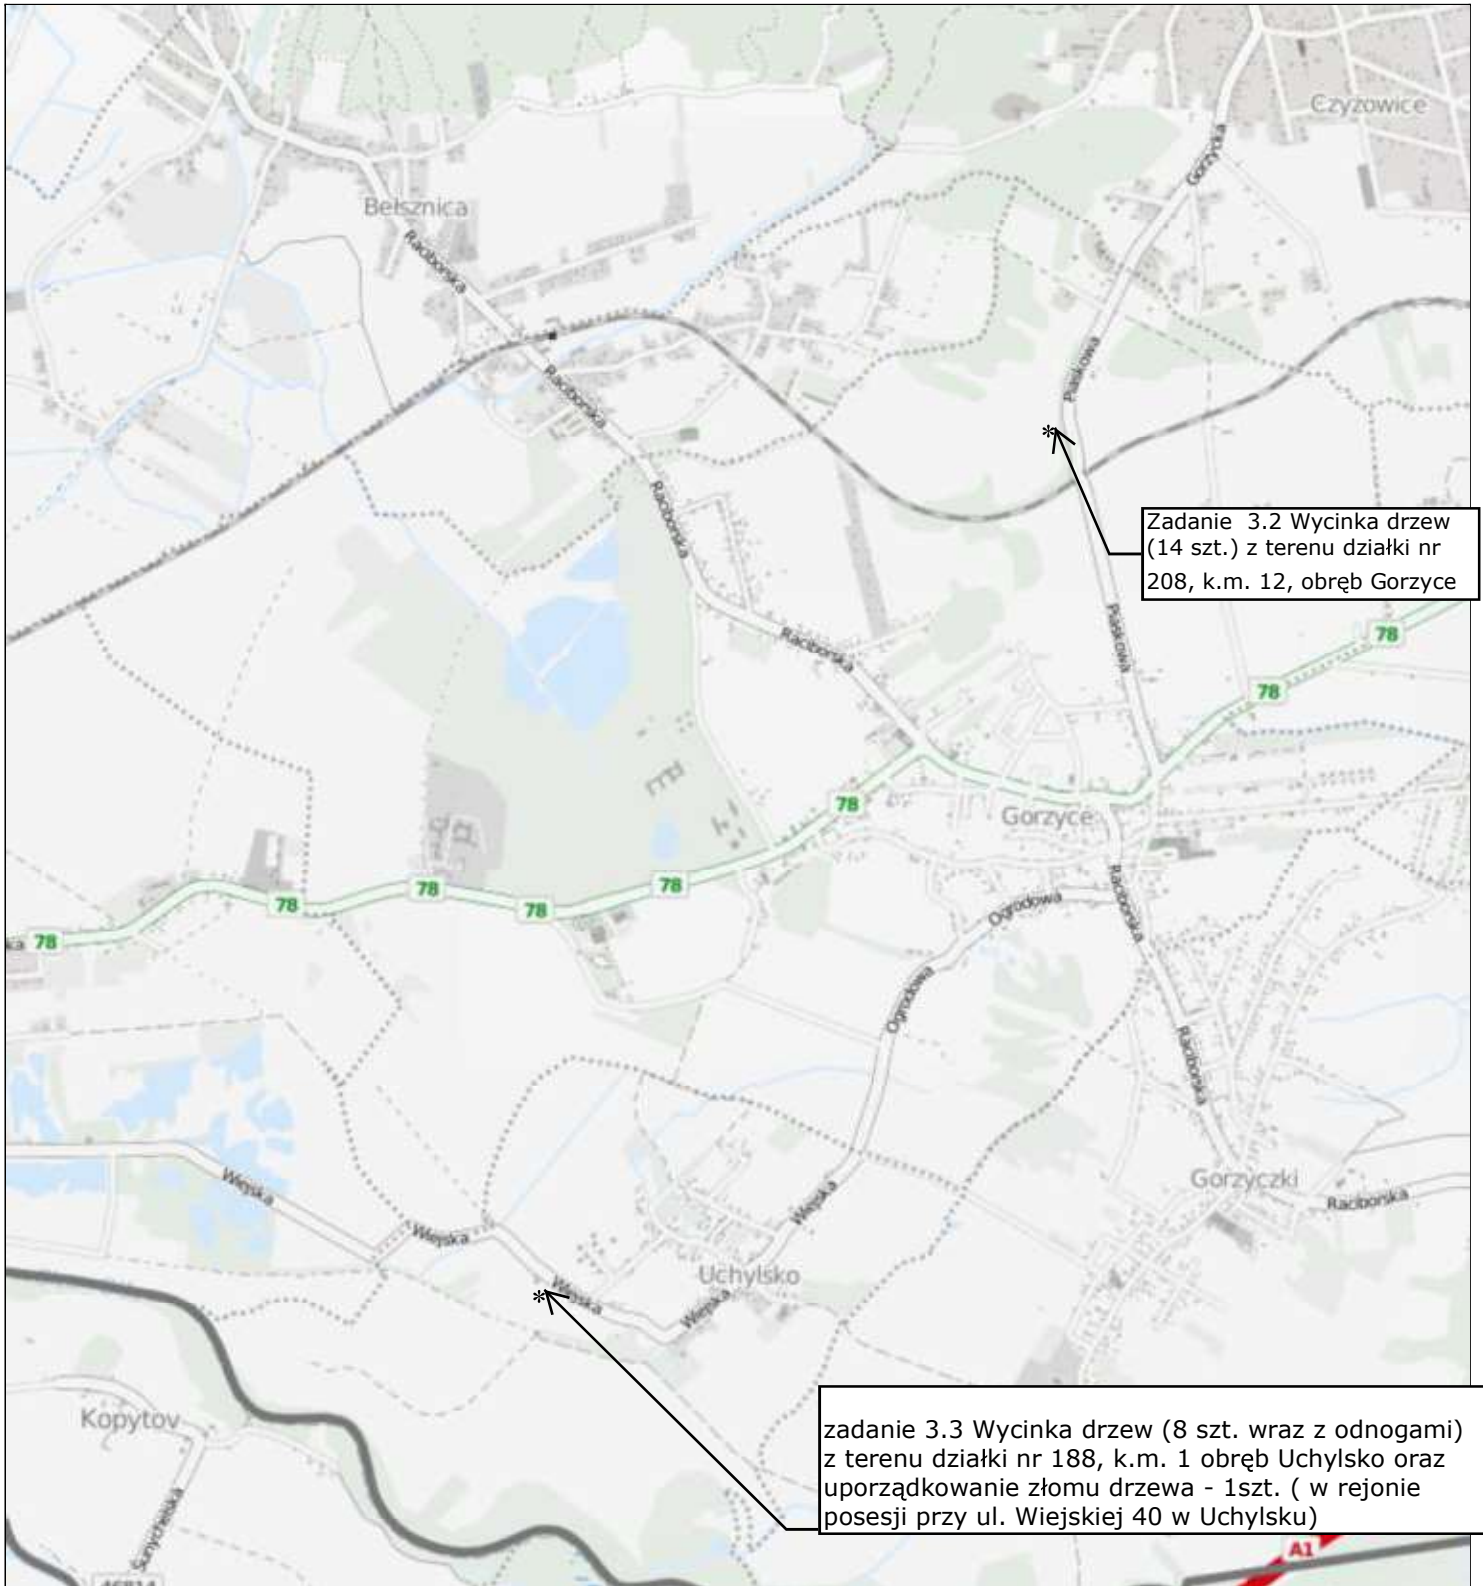 Czyzowice
Gorzycka
Bełsznica
Raciborska
Piaskowa
Raciborska
Zadanie 3.2 Wycinka drzew
(14 szt.) z terenu działki nr
208, k.m. 12, obręb Gorzyce
Raciborska
Piaskowa
78
Raciborska
78
78
Gorzyce
78
78
78
78
78
Raciborska
Ogrodowa
Ogrodowa
Raciborska
Wiejska
Gorzyczki
Raciborska
Wiejska
Wiejska
Uchylsko
Wiejska
Wiejska
Kopytov
zadanie 3.3 Wycinka drzew (8 szt. wraz z odnogami)
z terenu działki nr 188, k.m. 1 obręb Uchylsko oraz
uporządkowanie złomu drzewa - 1szt. ( w rejonie
posesji przy ul. Wiejskiej 40 w Uchylsku)
Šunychelská
A1